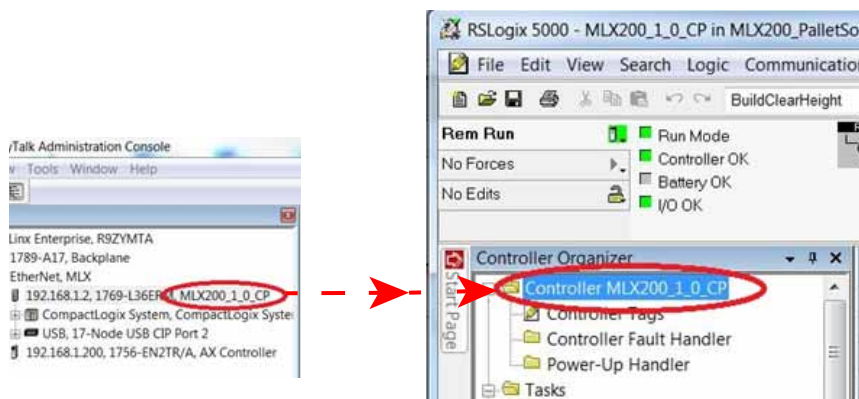 yTalk Administration Console
w Tools Window Help
Linx Enterprise, R9ZYMTA
1789-A17, Backplane
EtherNet, MLX
192.168.1.2, 1769-L36ER MLX200_1_0_CP
CompactLogix System, CompactLogix Syste
USB, 17-Node USB CIP Port 2
192.168.1.200, 1756-EN2TR/A, AX Controller
RSLogix 5000 - MLX200_1_0_CP in MLX200_PalletSo
File Edit View Search Logic Communicatio
BuildClearHeight
Rem Run
Run Mode
No Forces
Controller OK
Battery OK
No Edits
I/O OK
Start Page
Controller Organizer
Controller MLX200_1_0_CP
Controller Tags
Controller Fault Handler
Power-Up Handler
Tasks